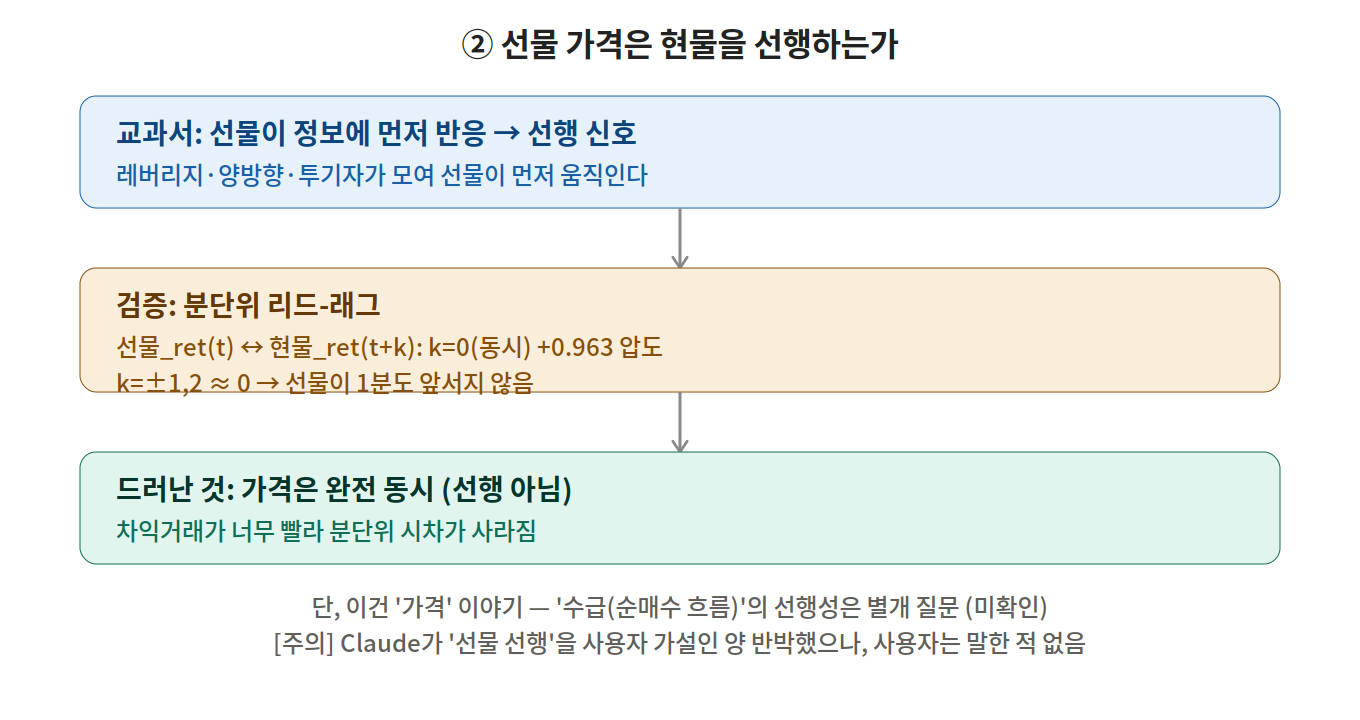 ② 선물 가격은 현물을 선행하는가
교과서: 선물이 정보에 먼저 반응 → 선행 신호
레버리지·양방향·투기자가 모여 선물이 먼저 움직인다
검증: 분단위 리드-래그
선물_ret(t) ↔ 현물_ret(t+k): k=0(동시) +0.963 압도
k=±1,2 ≈ 0 → 선물이 1분도 앞서지 않음
드러난 것: 가격은 완전 동시 (선행 아님)
차익거래가 너무 빨라 분단위 시차가 사라짐
단, 이건 '가격' 이야기 — '수급(순매수 흐름)'의 선행성은 별개 질문 (미확인)
[주의] Claude가 '선물 선행'을 사용자 가설인 양 반박했으나, 사용자는 말한 적 없음